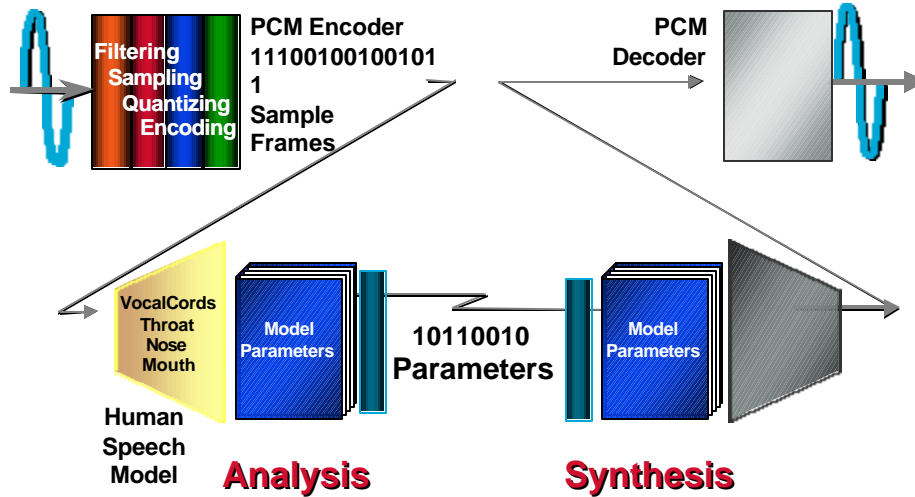 Filtering
Sampling
Quantizing
Encoding
PCM Encoder
11100100100101
1
Sample
Frames
PCM
Decoder
VocalCords
Throat
Nose
Mouth
Human
Speech
Model
Model
Parameters
10110010
Parameters
Model
Parameters
Analysis
Synthesis